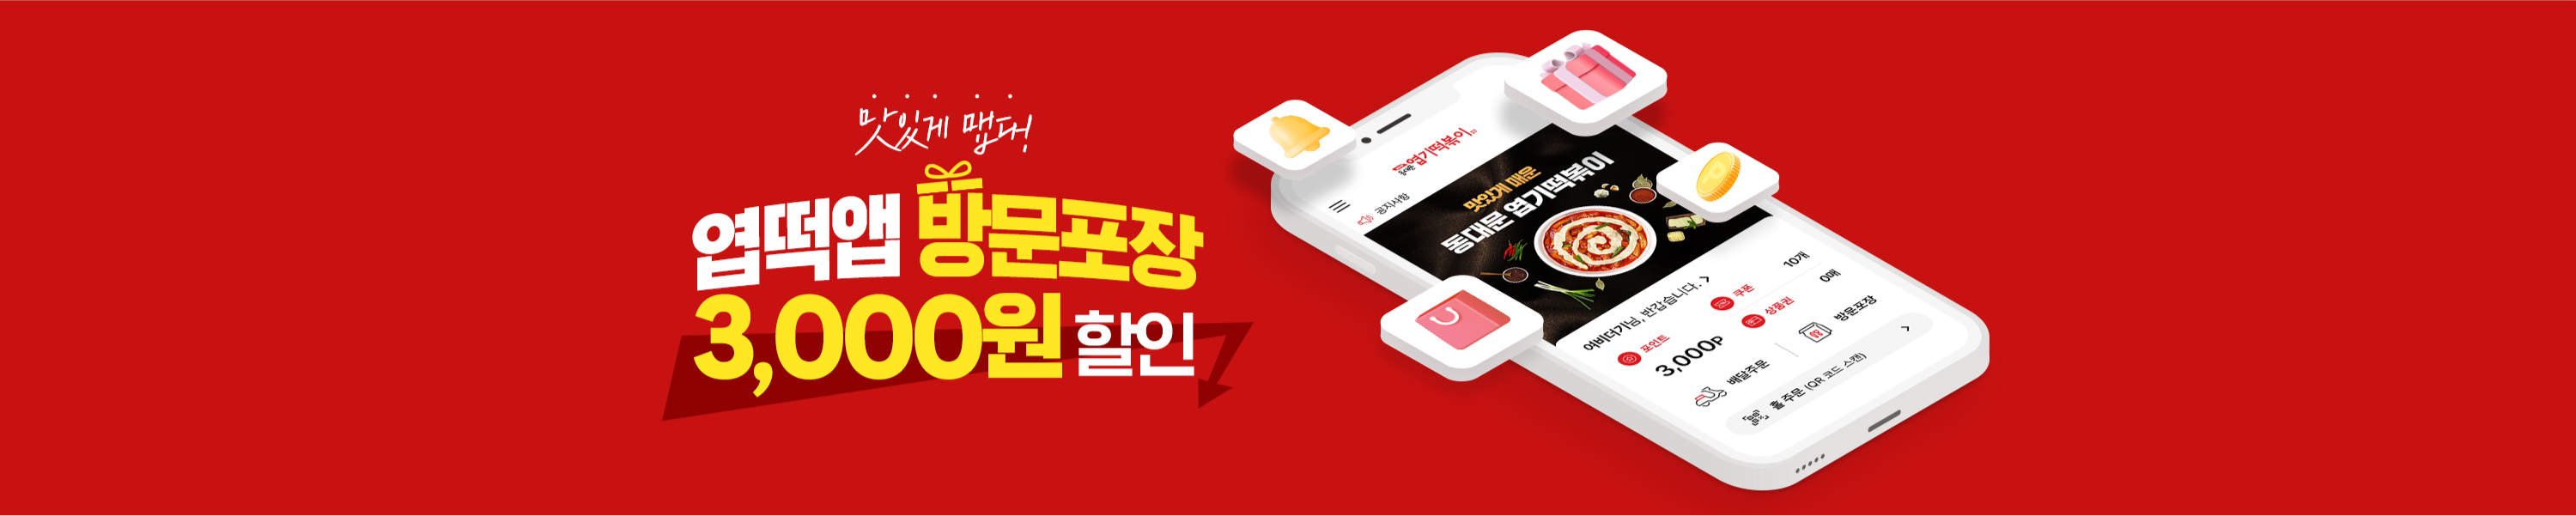 맛있게 맵다!
엽떡앱 방문포장
3,000원 할인
동대문 엽기떡볶이
공지사항
맛있게 매운
동대문 엽기떡볶이
여비더기님, 반갑습니다. >
포인트
3,000P
쿠폰 10개
상품권 0매
배달주문
방문포장
홀 주문 (QR 코드 스캔) >